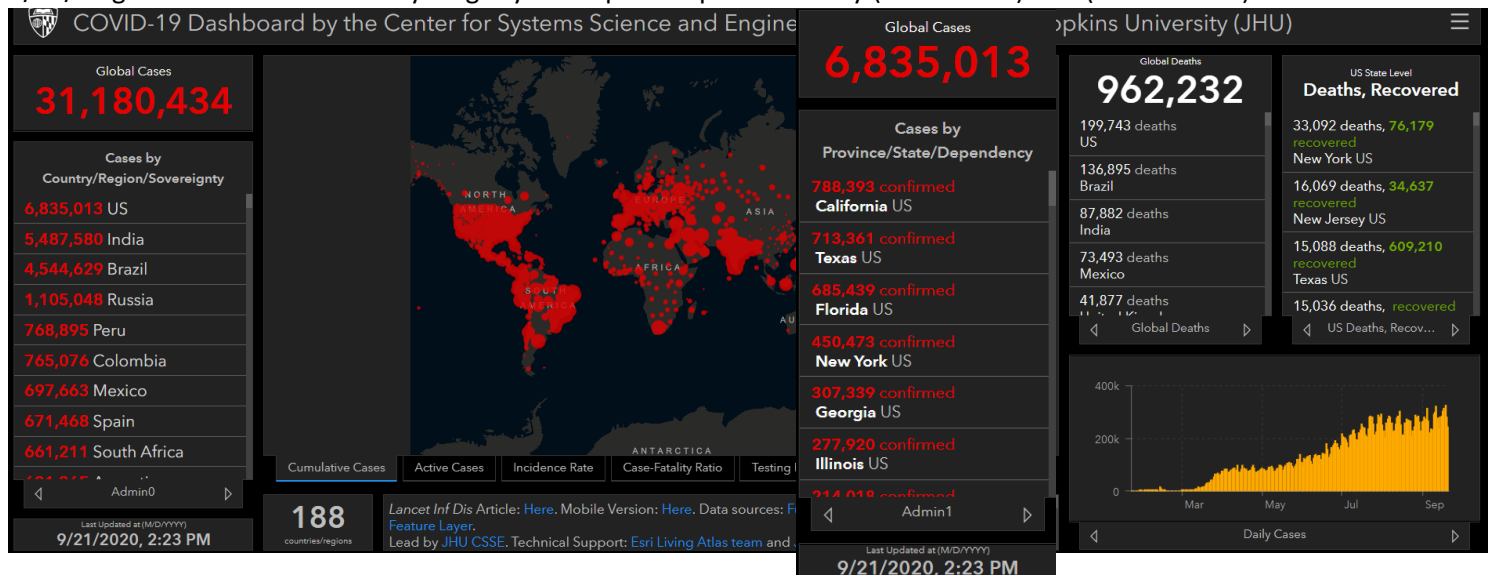 COVID-19 Dashboard by the Center for Systems Science and Engine
opkins University (JHU)
Global Cases
31,180,434
Cases by
Country/Region/Sovereignty
6,835,013 US
5,487,580 India
4,544,629 Brazil
1,105,048 Russia
768,895 Peru
765,076 Colombia
697,663 Mexico
671,468 Spain
661,211 South Africa
Admin0
Last Updated at (M/D/YYYY)
9/21/2020, 2:23 PM
NORTH
AMERICA
SOUTH
AMERICA
EUROPE
ASIA
AFRICA
AU
ANTARCTICA
Cumulative Cases
Active Cases
Incidence Rate
Case-Fatality Ratio
Testing
188
countries/regions
Lancet Inf Dis Article: Here. Mobile Version: Here. Data sources:
Feature Layer.
Lead by JHU CSSE. Technical Support: Esri Living Atlas team and
Global Cases
6,835,013
Cases by
Province/State/Dependency
788,393 confirmed
California US
713,361 confirmed
Texas US
685,439 confirmed
Florida US
450,473 confirmed
New York US
307,339 confirmed
Georgia US
277,920 confirmed
Illinois US
214,018 confirmed
Admin1
Last Updated at (M/D/YYYY)
9/21/2020, 2:23 PM
Global Deaths
962,232
199,743 deaths
US
136,895 deaths
Brazil
87,882 deaths
India
73,493 deaths
Mexico
41,877 deaths
Global Deaths
US State Level
Deaths, Recovered
33,092 deaths, 76,179
recovered
New York US
16,069 deaths, 34,637
recovered
New Jersey US
15,088 deaths, 609,210
recovered
Texas US
15,036 deaths, recovered
US Deaths, Recov...
400k
200k
0
Mar
May
Jul
Sep
Daily Cases